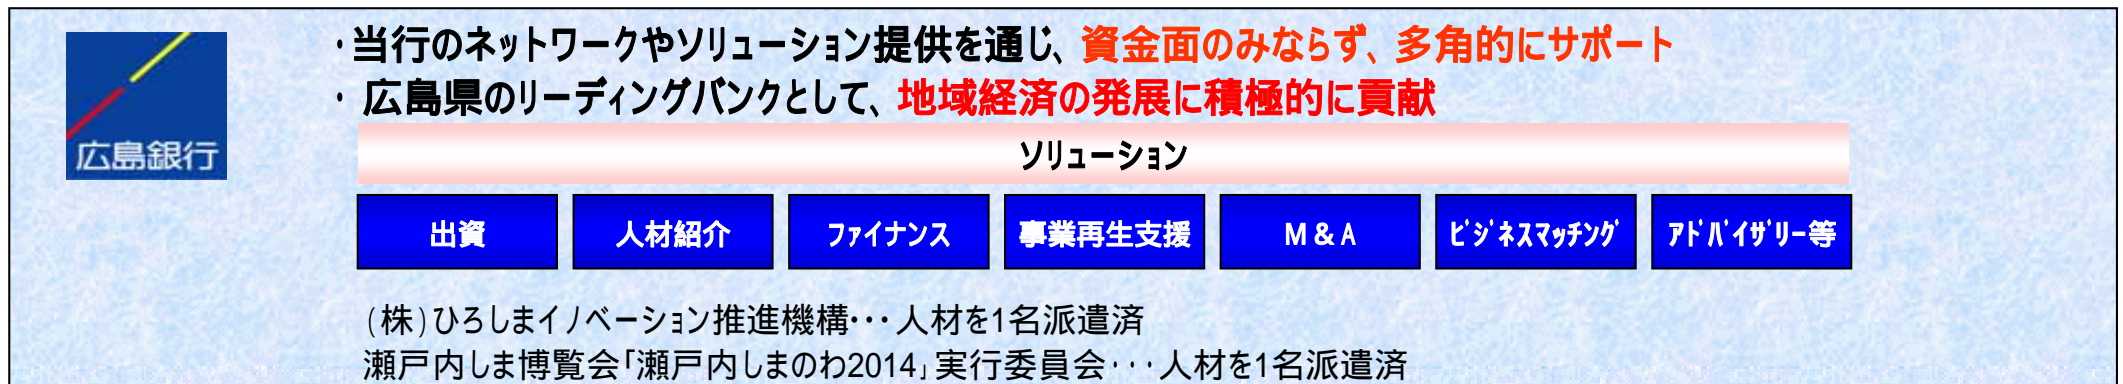 ・当行のネットワークやソリューション提供を通じ、資金面のみならず、多角的にサポート
・広島県のリーディングバンクとして、地域経済の発展に積極的に貢献
広島銀行
ソリューション
出資 人材紹介 ファイナンス 事業再生支援 M&A ﾋﾞｼﾞﾈｽﾏｯﾁﾝｸﾞ ｱﾄﾞﾊﾞｲｻﾞﾘｰ等
(株)ひろしまイノベーション推進機構・・・人材を1名派遣済
瀬戸内しま博覧会「瀬戸内しまのわ2014」実行委員会・・・人材を1名派遣済